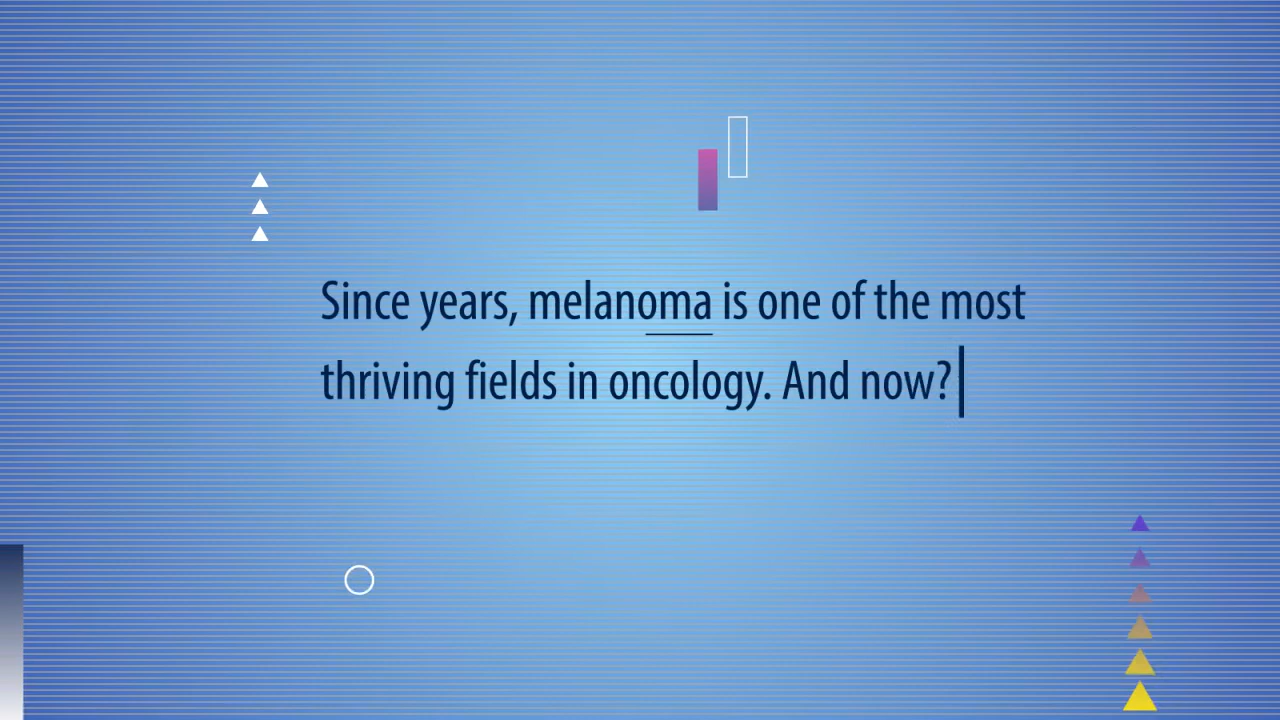 Since years, melanoma is one of the most
thriving fields in oncology. And now?